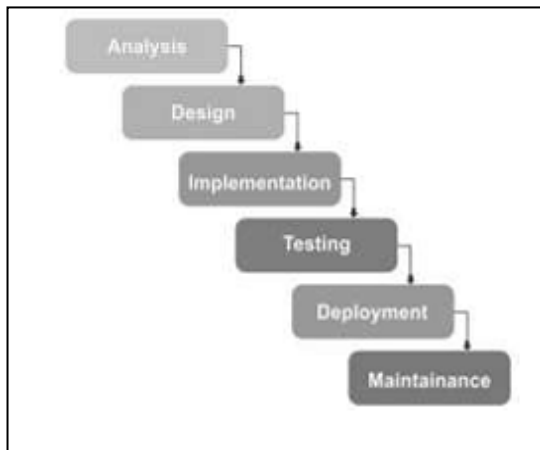 Analysis
Design
Implementation
Testing
Deployment
Maintainance